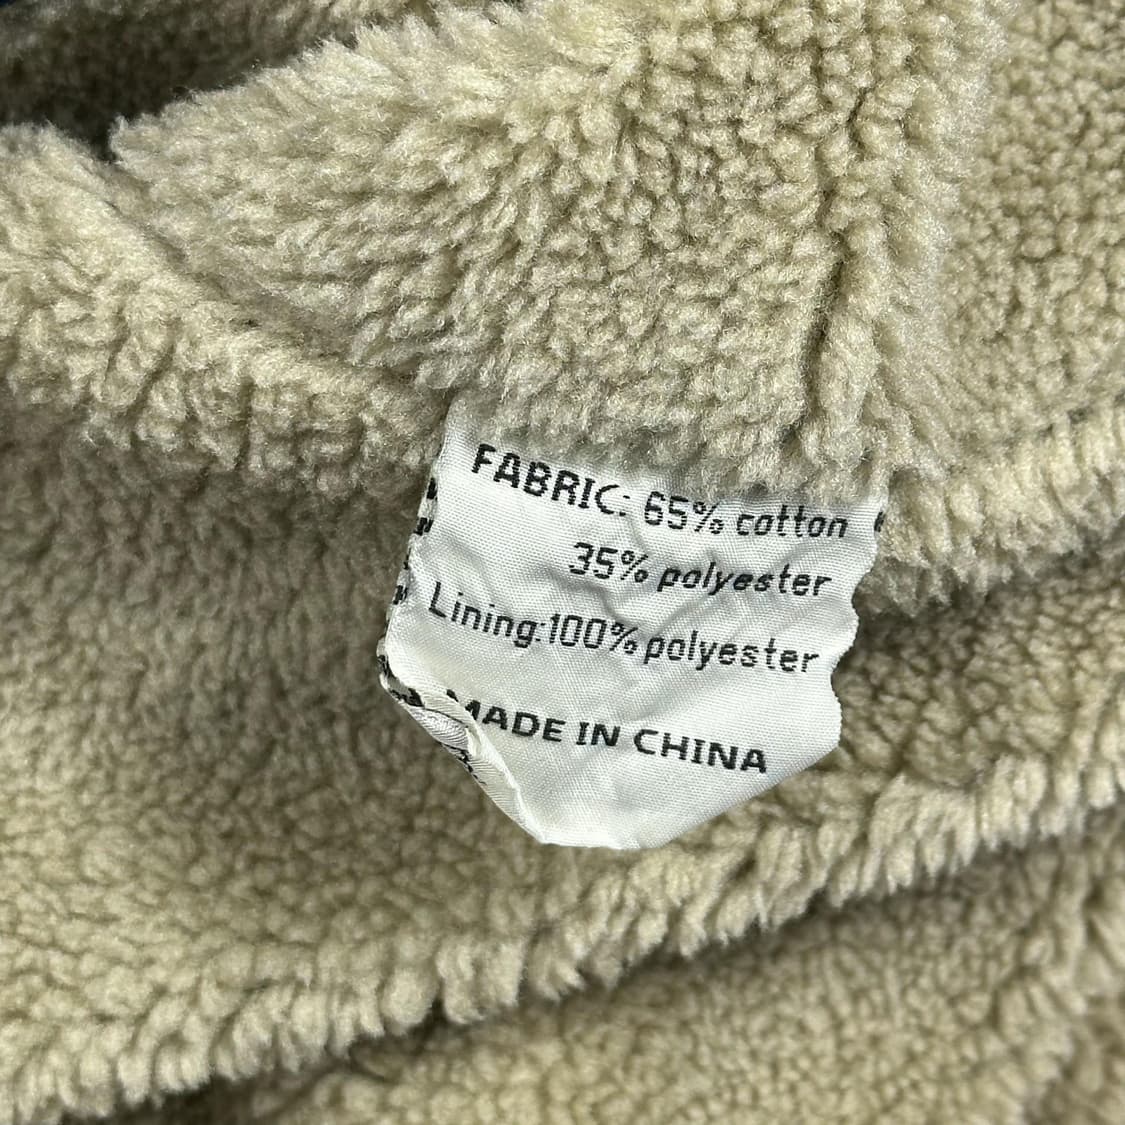 FABRIC: 65% cotton
35% polyester
Lining:100% polyester
MADE IN CHINA